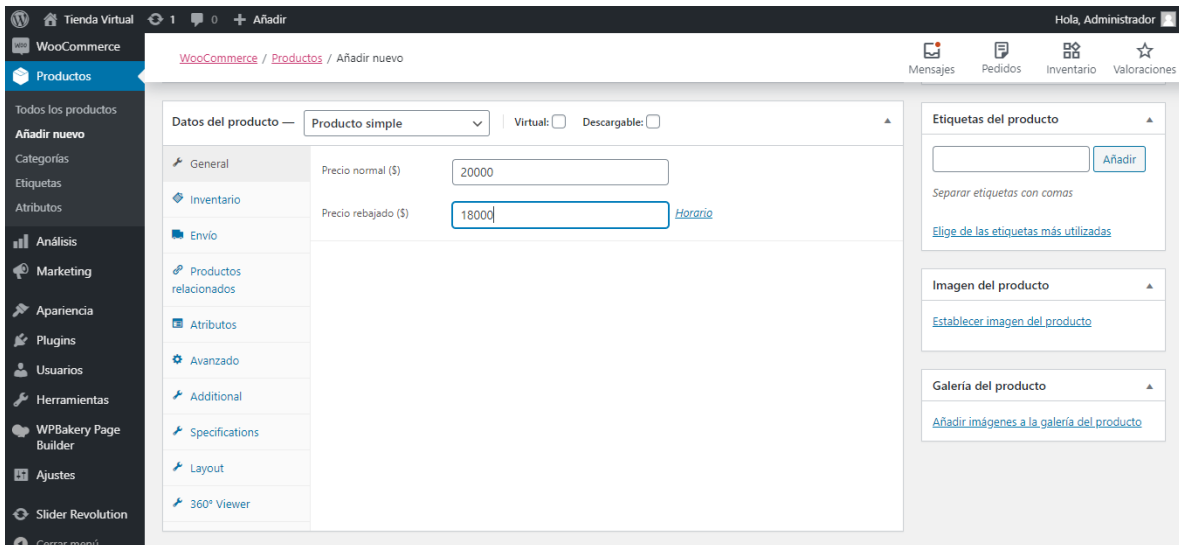 Tienda Virtual 1 0 + Añadir Hola, Administrador
WooCommerce
Productos
Todos los productos
Añadir nuevo
Categorías
Etiquetas
Atributos
Análisis
Marketing
Apariencia
Plugins
Usuarios
Herramientas
WPBakery Page
Builder
Ajustes
Slider Revolution
Cerrar menú
WooCommerce / Productos / Añadir nuevo
Mensajes Pedidos Inventario Valoraciones
Datos del producto — Producto simple Virtual: Descargable:
General
Inventario
Envío
Productos
relacionados
Atributos
Avanzado
Additional
Specifications
Layout
360° Viewer
Precio normal ($) 20000
Precio rebajado ($) 18000 Horario
Etiquetas del producto
Añadir
Separar etiquetas con comas
Elige de las etiquetas más utilizadas
Imagen del producto
Establecer imagen del producto
Galería del producto
Añadir imágenes a la galería del producto